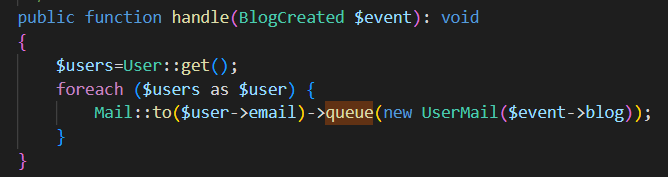 public function handle(BlogCreated $event): void
{
$users=User::get();
foreach ($users as $user) {
Mail::to($user->email)->queue(new UserMail($event->blog));
}
}